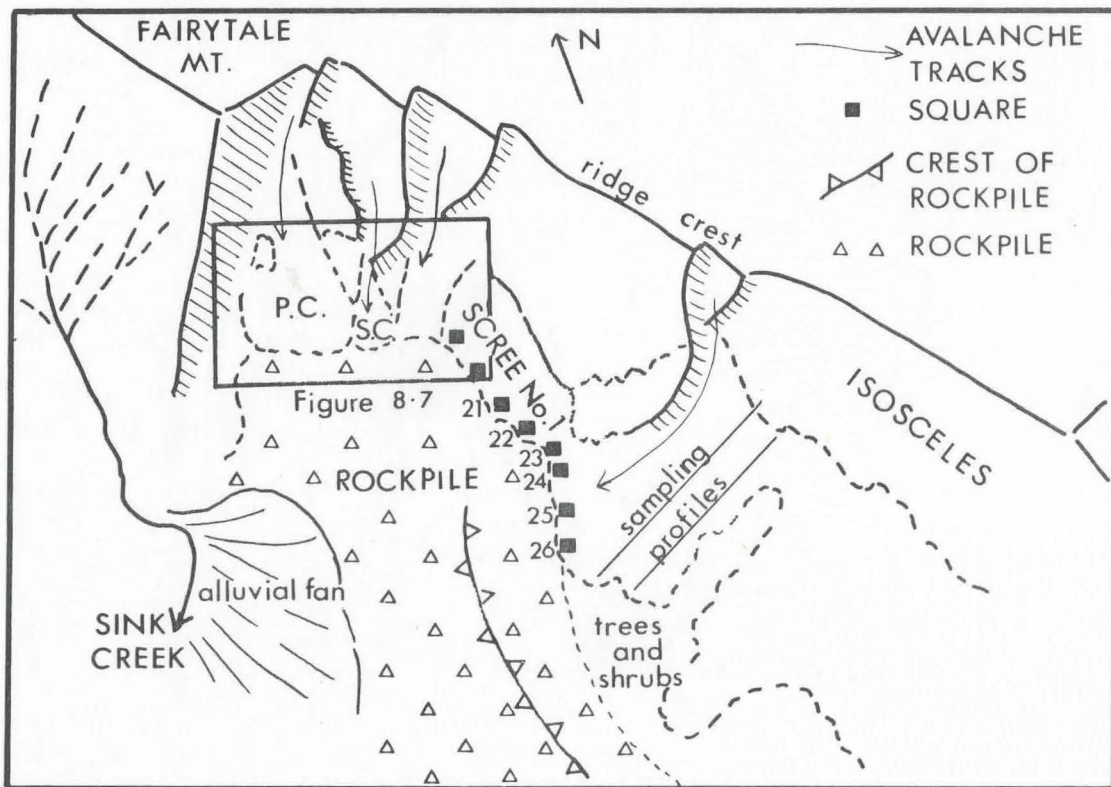 FAIRYTALE
MT.
N
AVALANCHE
TRACKS
SQUARE
CREST OF
ROCKPILE
ROCKPILE
ridge crest
P.C.
S.C.
SCREE No.
Figure 8·7
21
22
23
24
25
26
ROCKPILE
ISOSCELES
sampling
profiles
alluvial fan
SINK
CREEK
trees
and
shrubs